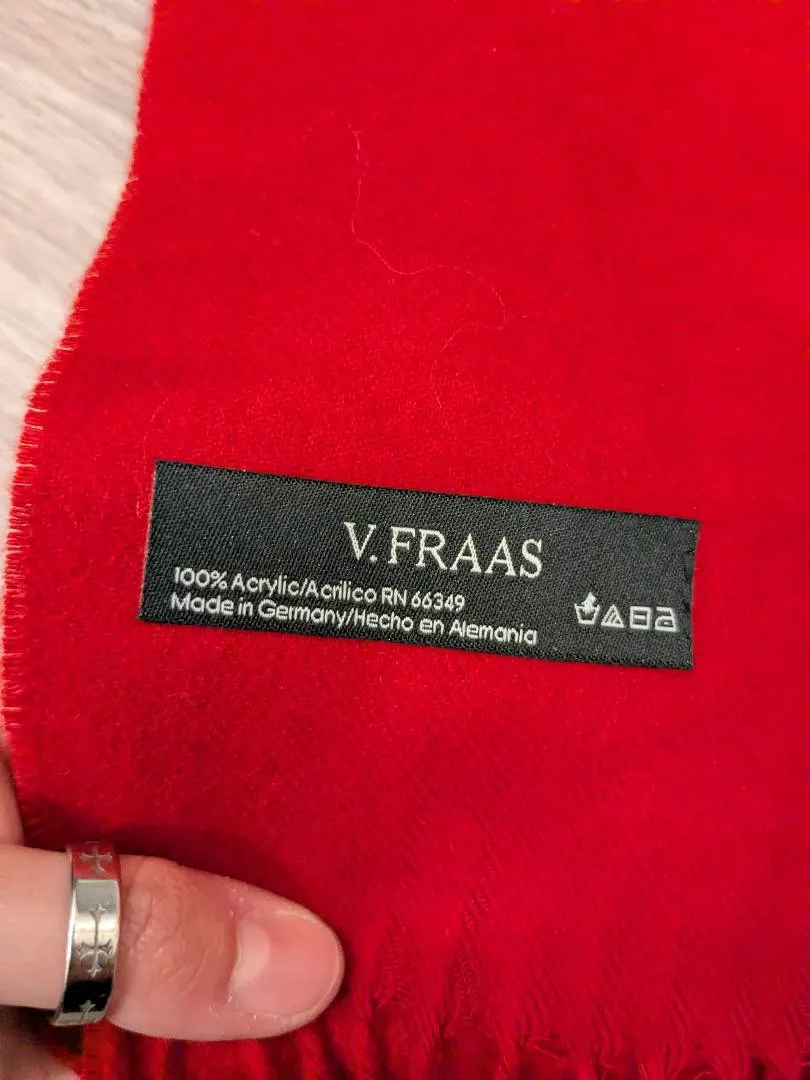 V. FRAAS
100% Acrylic/Acrilico RN 66349
Made in Germany/Hecho en Alemania